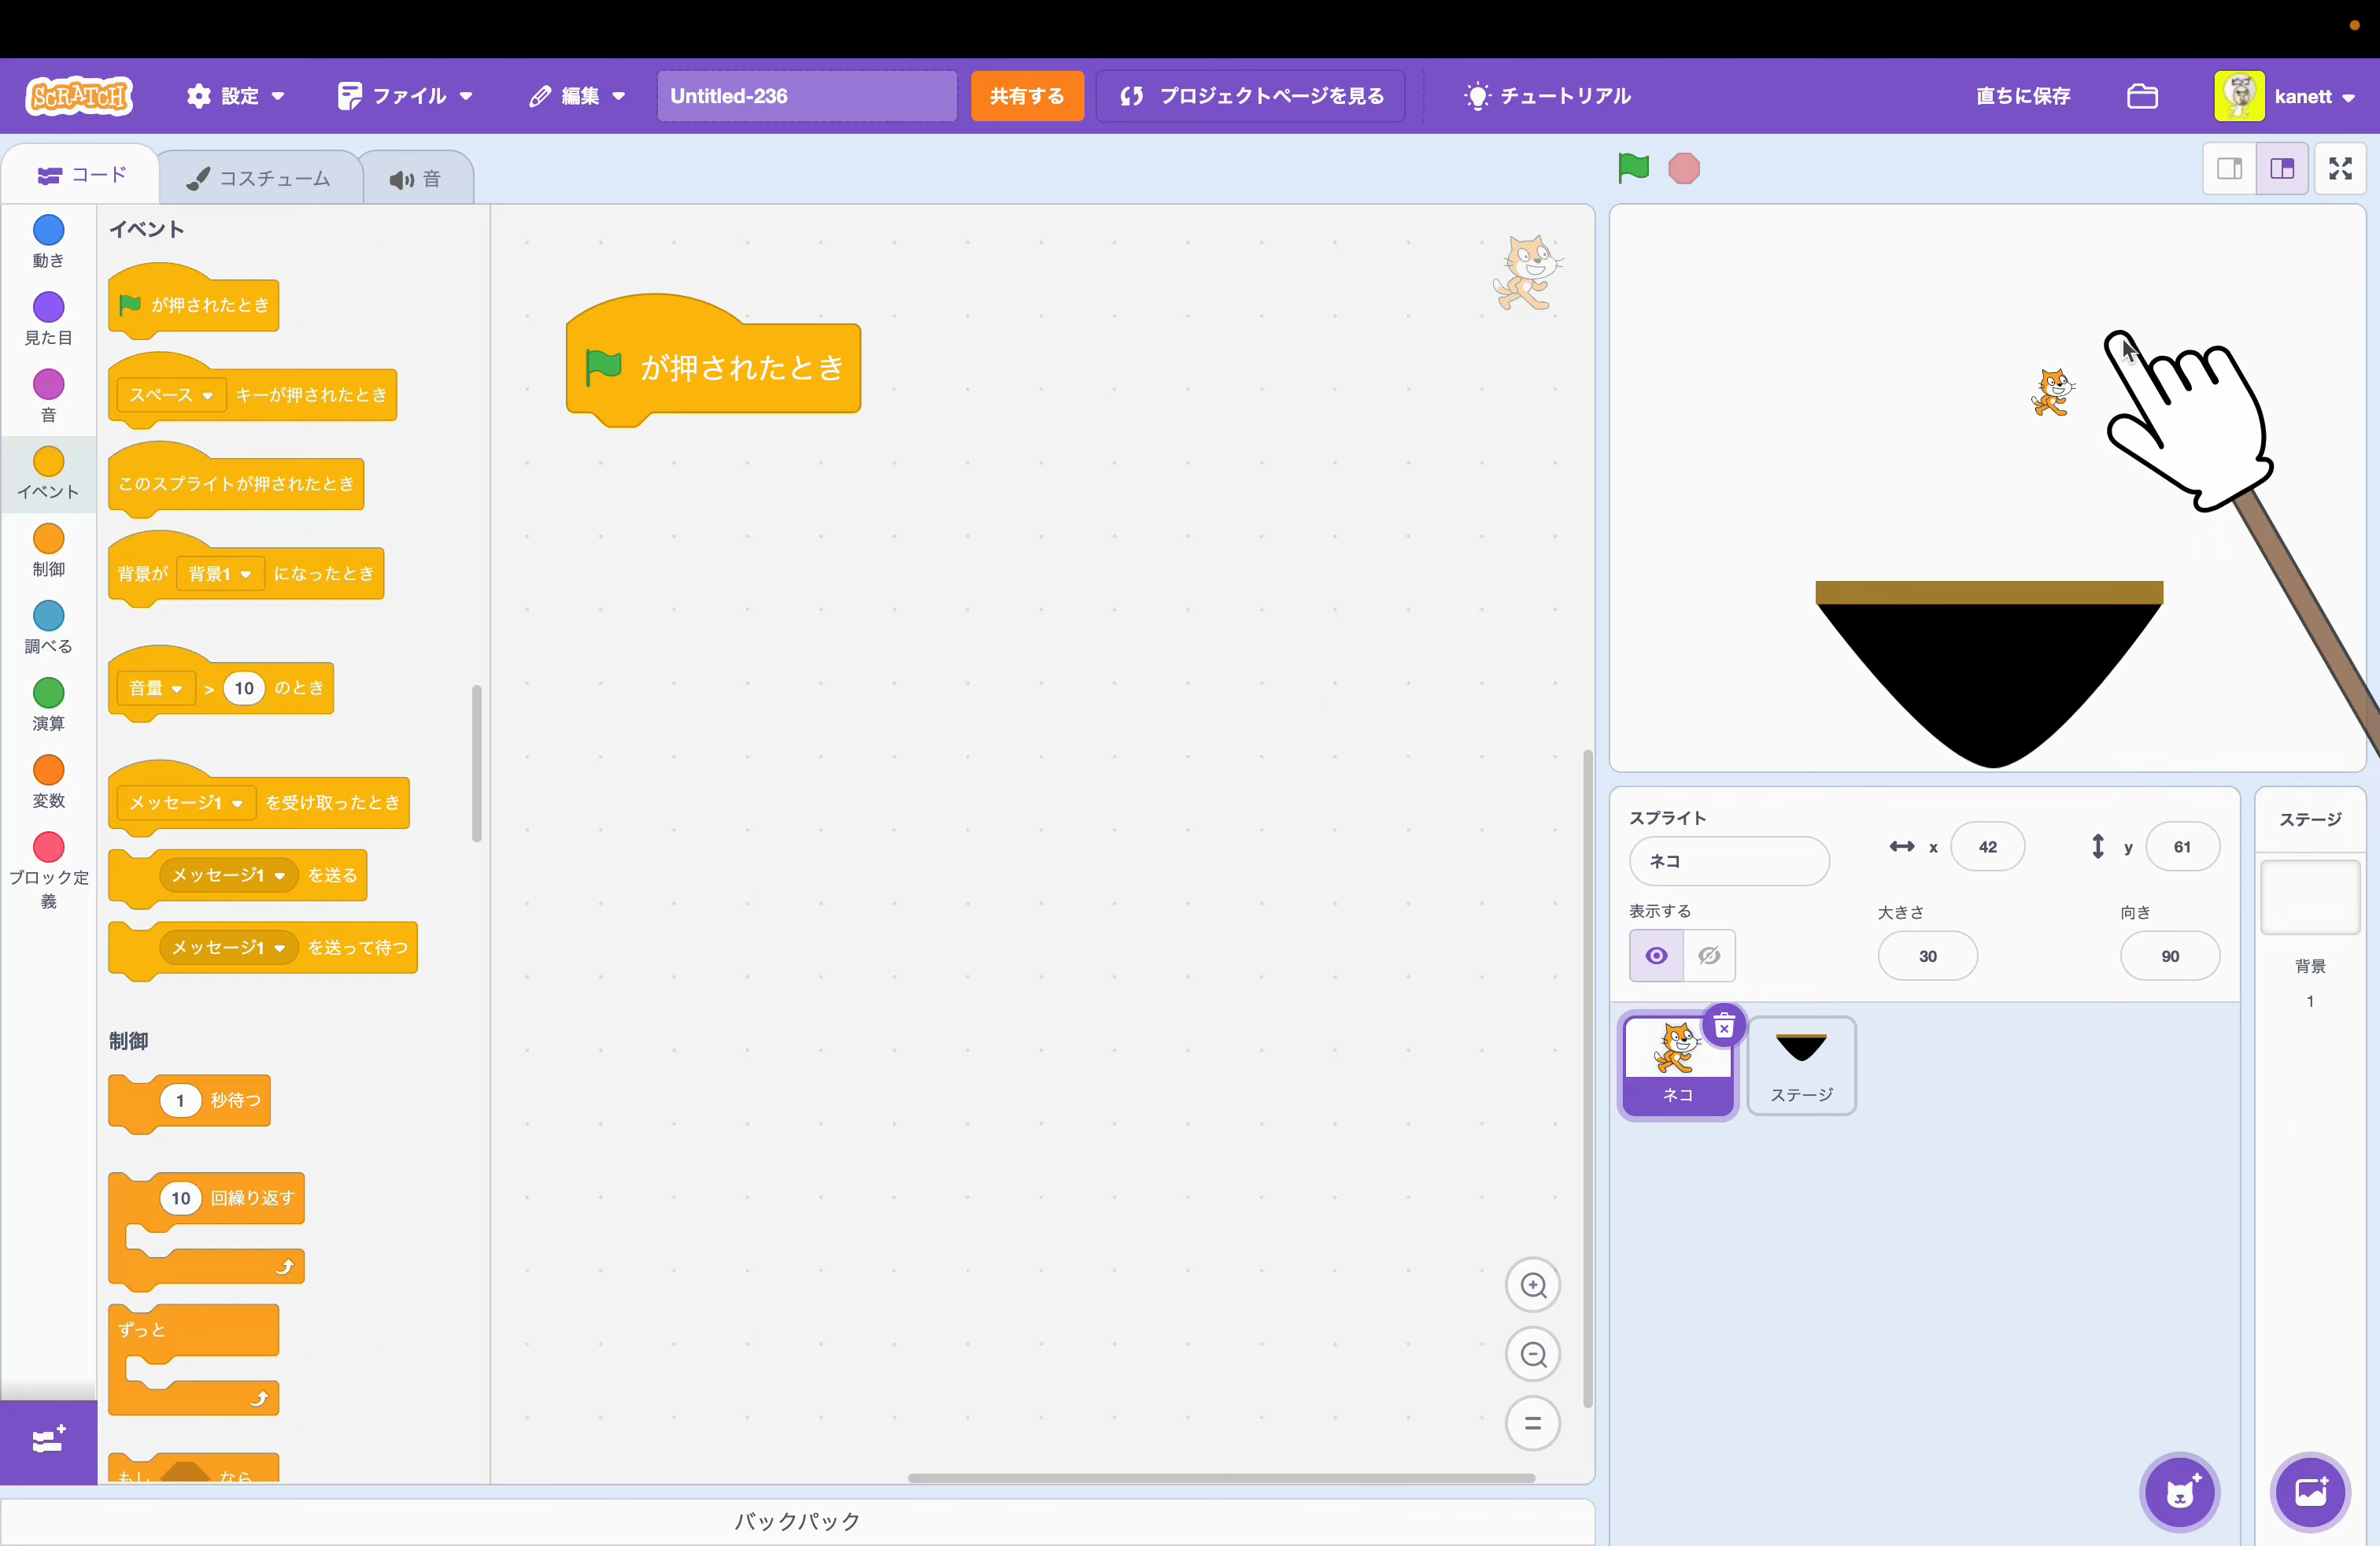 SCRATCH
設定
ファイル
編集
Untitled-236
共有する
プロジェクトページを見る
チュートリアル
直ちに保存
kanett
コード
コスチューム
音
動き
見た目
音
イベント
制御
調べる
演算
変数
ブロック定
義
イベント
が押されたとき
スペース キーが押されたとき
このスプライトが押されたとき
背景が 背景1 になったとき
音量 > 10 のとき
メッセージ1 を受け取ったとき
メッセージ1 を送る
メッセージ1 を送って待つ
制御
1 秒待つ
10 回繰り返す
ずっと
もし なら
が押されたとき
スプライト
ネコ
x 42
y 61
表示する
大きさ
30
向き
90
ネコ
ステージ
ステージ
背景
1
バックパック